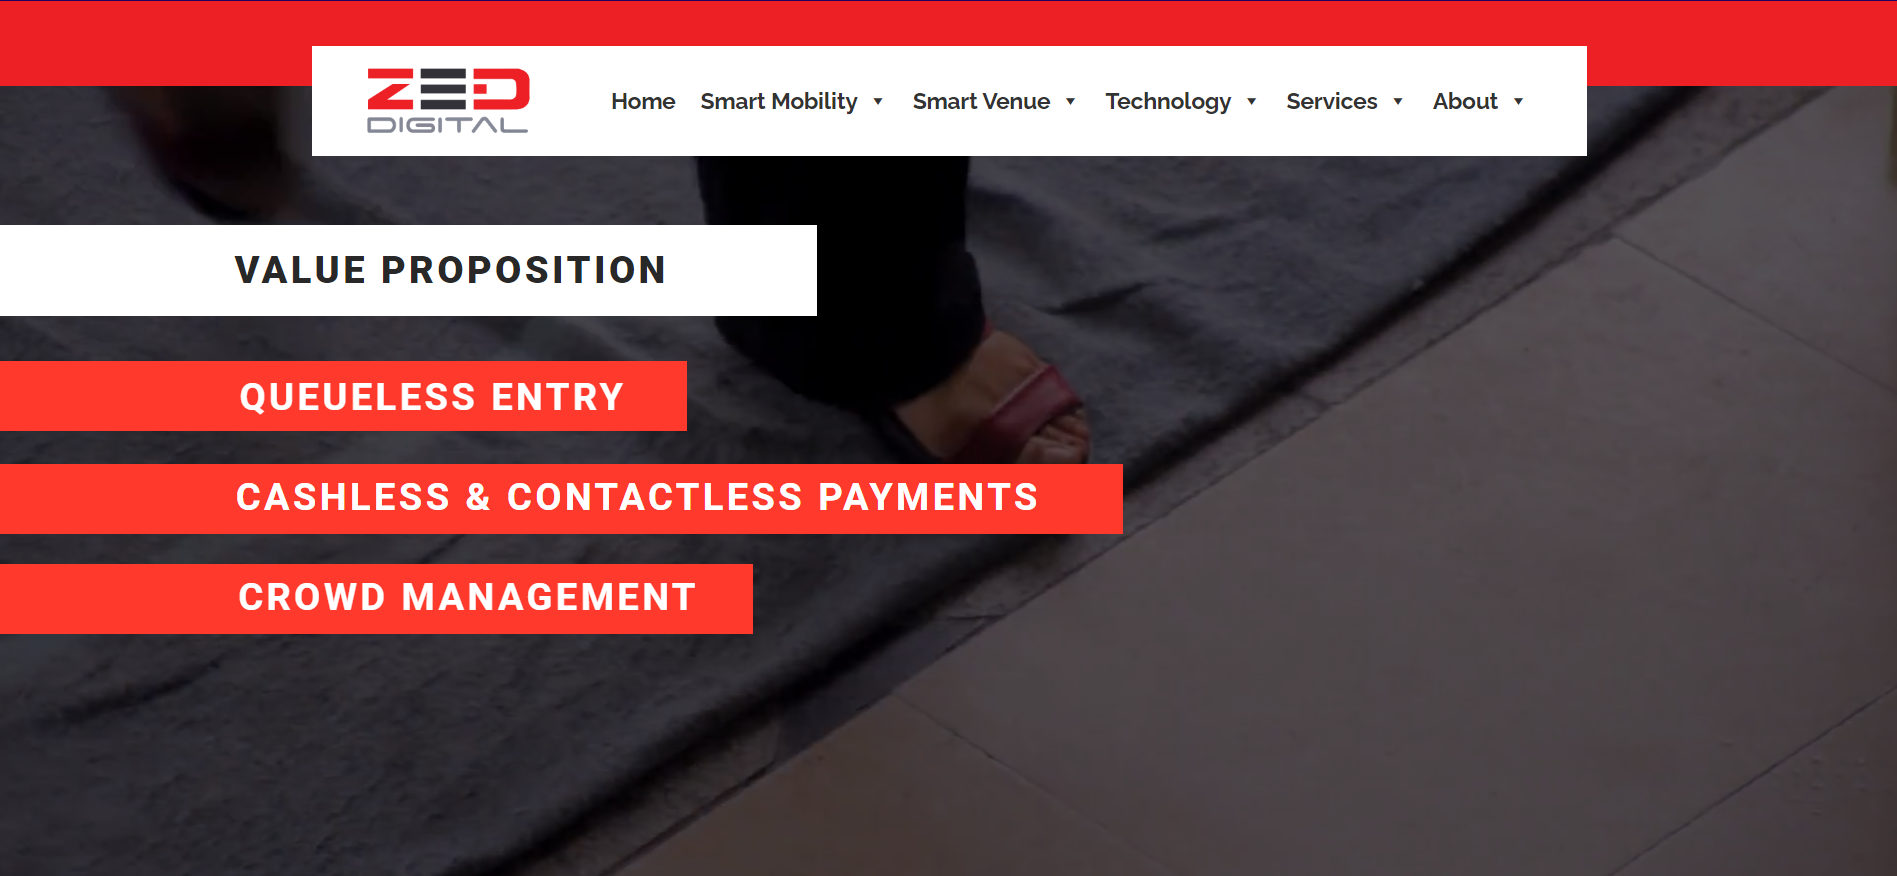 ZED
DIGITAL
Home Smart Mobility Smart Venue Technology Services About
VALUE PROPOSITION
QUEUELESS ENTRY
CASHLESS & CONTACTLESS PAYMENTS
CROWD MANAGEMENT